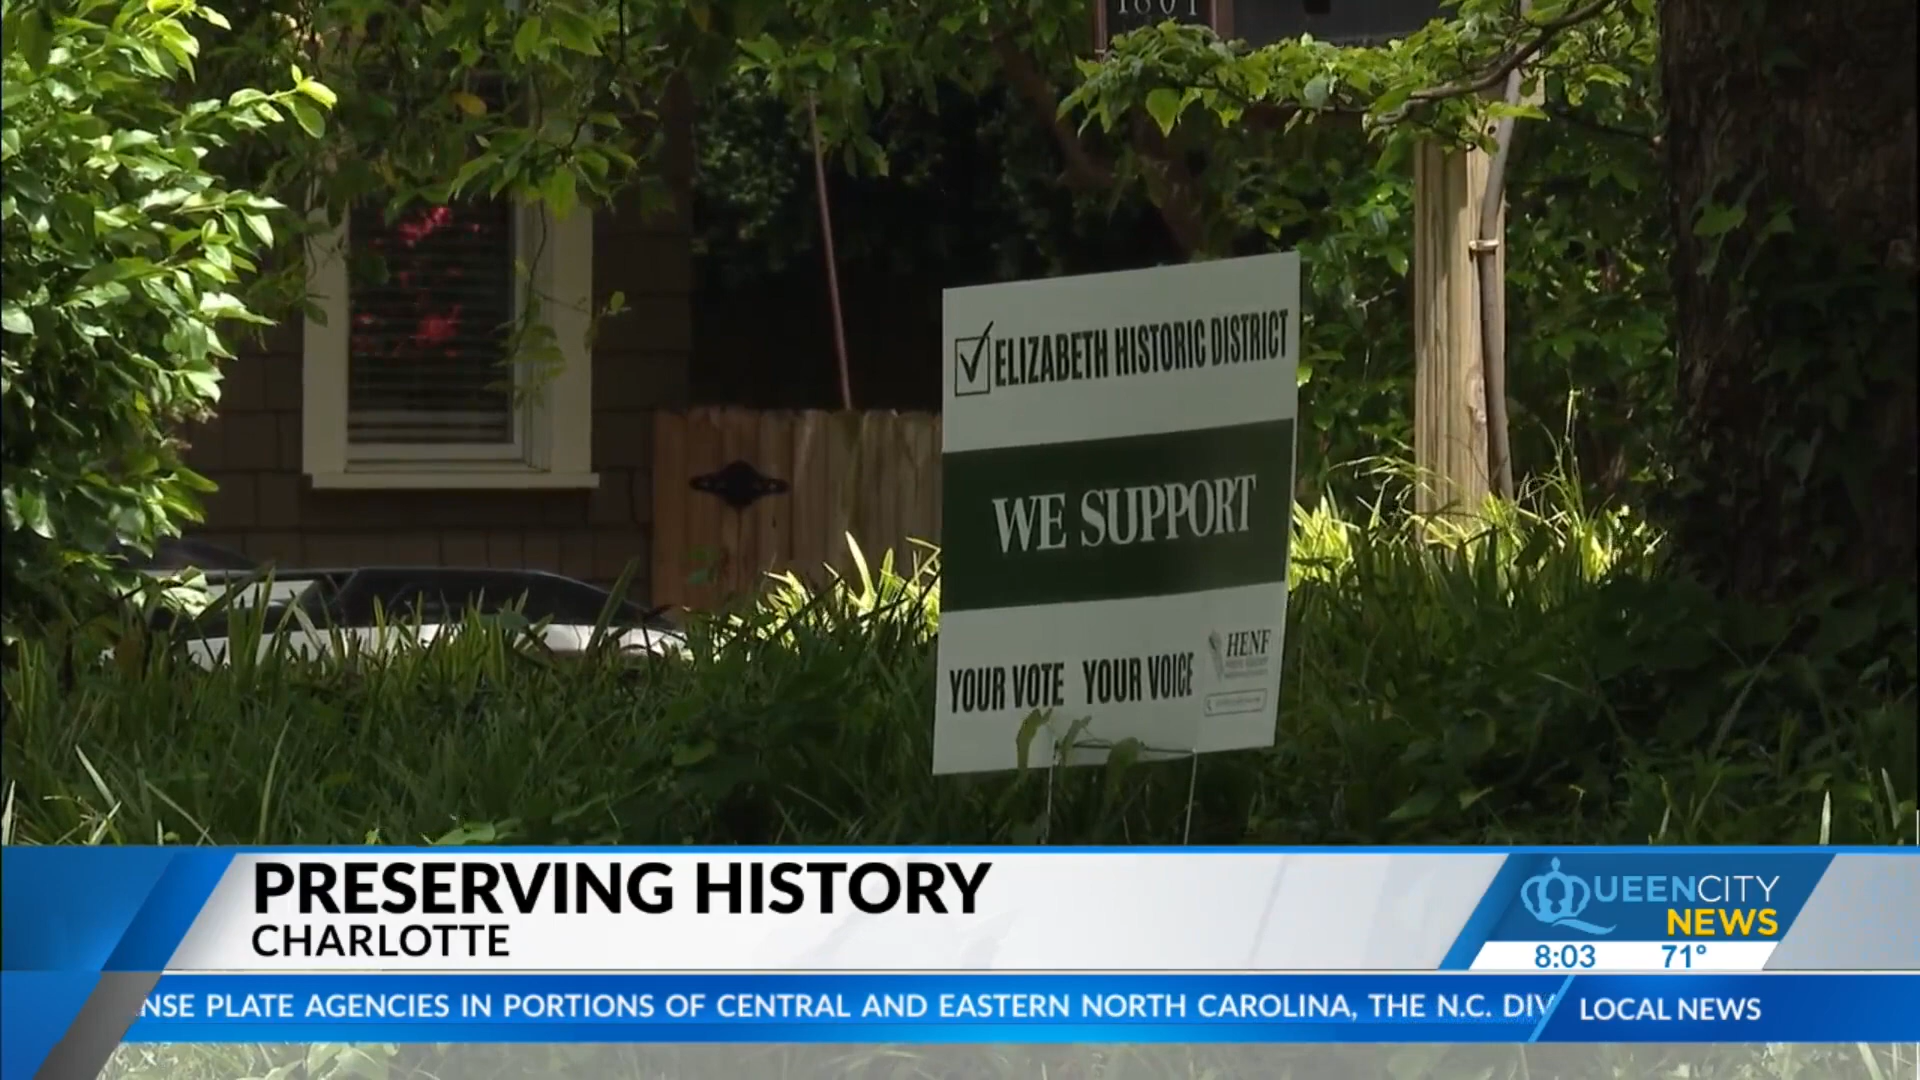 1801
ELIZABETH HISTORIC DISTRICT
WE SUPPORT
YOUR VOTE YOUR VOICE
HENF
PRESERVING HISTORY
CHARLOTTE
QUEENCITY
NEWS
8:03 71°
NSE PLATE AGENCIES IN PORTIONS OF CENTRAL AND EASTERN NORTH CAROLINA, THE N.C. DIV
LOCAL NEWS